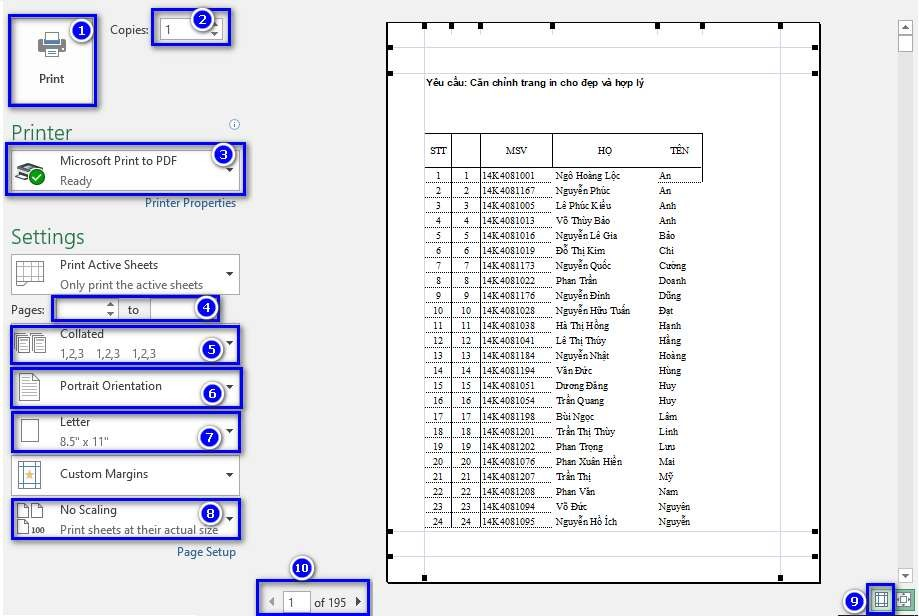 1
Copies: 1
2
Print
Printer
Microsoft Print to PDF
3
Ready
Printer Properties
Settings
Print Active Sheets
Only print the active sheets
Pages: to
4
Collated
1,2,3 1,2,3 1,2,3
5
Portrait Orientation
6
Letter
8.5" x 11"
7
Custom Margins
No Scaling
8
100 Print sheets at their actual size
Page Setup
10
1 of 195
Yêu cầu: Căn chỉnh trang in cho đẹp và hợp lý
STT MSV HỌ TÊN
1 1 14K4081001 Ngô Hoàng Lộc An
2 2 14K4081167 Nguyễn Phúc An
3 3 14K4081005 Lê Phúc Kiều Anh
4 4 14K4081013 Võ Thùy Bảo Anh
5 5 14K4081016 Nguyễn Lê Gia Bảo
6 6 14K4081019 Đỗ Thị Kim Chi
7 7 14K4081173 Nguyễn Quốc Cường
8 8 14K4081022 Phan Trần Doanh
9 9 14K4081176 Nguyễn Đình Dũng
10 10 14K4081028 Nguyễn Hữu Tuấn Đạt
11 11 14K4081038 Hà Thị Hồng Hạnh
12 12 14K4081041 Lê Thị Thúy Hằng
13 13 14K4081184 Nguyễn Nhật Hoàng
14 14 14K4081194 Văn Đức Hùng
15 15 14K4081051 Dương Đăng Huy
16 16 14K4081054 Trần Quang Huy
17 17 14K4081198 Bùi Ngọc Lâm
18 18 14K4081201 Trần Thị Thùy Linh
19 19 14K4081202 Phan Trọng Lưu
20 20 14K4081076 Phan Xuân Hiền Mai
21 21 14K4081207 Trần Thị Mỹ
22 22 14K4081208 Phan Văn Nam
23 23 14K4081094 Võ Đức Nguyên
24 24 14K4081095 Nguyễn Hồ Ích Nguyễn
9